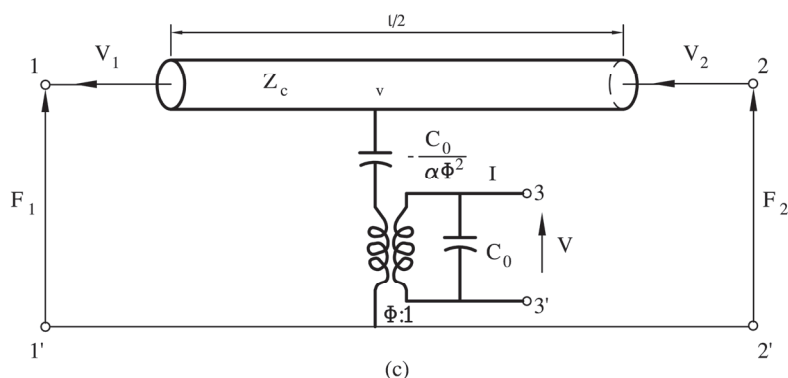 l/2
V1
V2
1
Zc
v
2
- C0/αΦ²
I
3
F1
F2
C0
V
3'
Φ:1
1'
2'
(c)